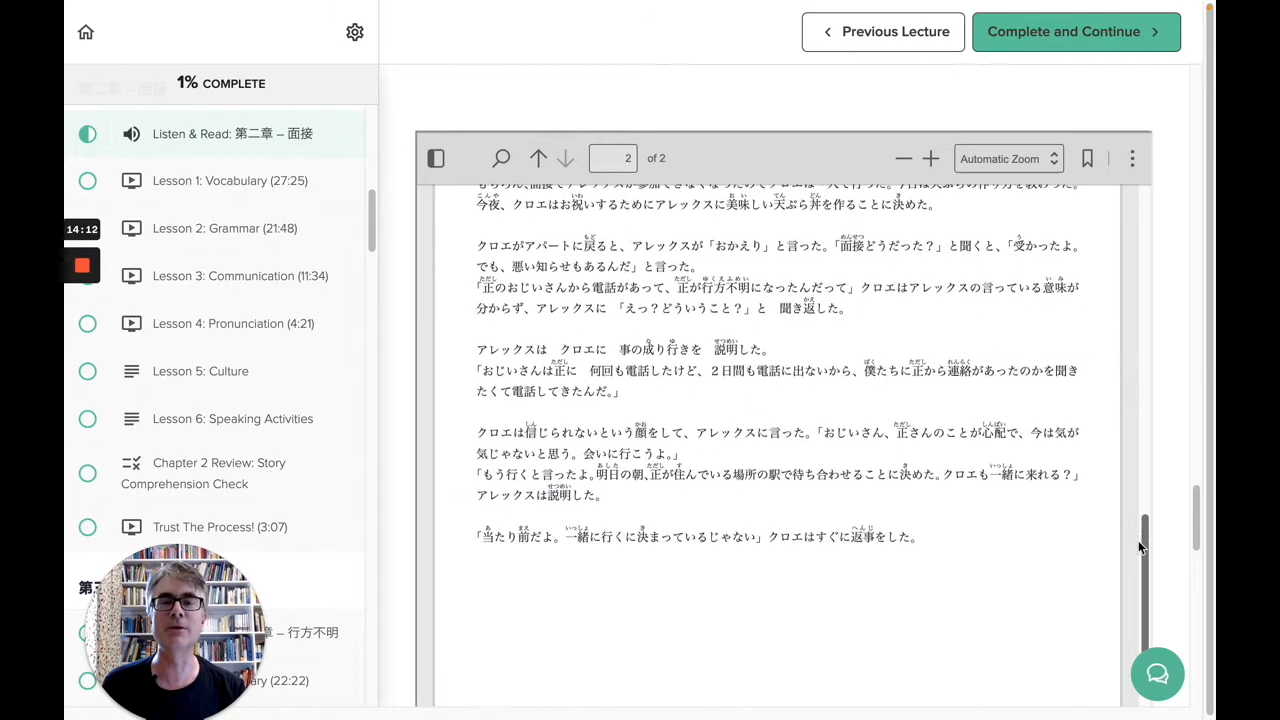 Previous Lecture
Complete and Continue
1% COMPLETE
Listen & Read: 第二章 – 面接
Lesson 1: Vocabulary (27:25)
Lesson 2: Grammar (21:48)
14:12
Lesson 3: Communication (11:34)
Lesson 4: Pronunciation (4:21)
Lesson 5: Culture
Lesson 6: Speaking Activities
Chapter 2 Review: Story
Comprehension Check
Trust The Process! (3:07)
章 – 行方不明
(22:22)
2 of 2
Automatic Zoom
今夜、クロエはお祝いするためにアレックスに美味しい天ぷら丼を作ることに決めた。
クロエがアパートに戻ると、アレックスが「おかえり」と言った。「面接どうだった？」と聞くと、「受かったよ。
でも、悪い知らせもあるんだ」と言った。
「正のおじいさんから電話があって、正が行方不明になったんだって」クロエはアレックスの言っている意味が
分からず、アレックスに 「えっ？どういうこと？」と 聞き返した。
アレックスは クロエに 事の成り行きを 説明した。
「おじいさんは正に 何回も電話したけど、２日間も電話に出ないから、僕たちに正から連絡があったのかを聞き
たくて電話してきたんだ。」
クロエは信じられないという顔をして、アレックスに言った。「おじいさん、正さんのことが心配で、今は気が
気じゃないと思う。会いに行こうよ。」
「もう行くと言ったよ。明日の朝、正が住んでいる場所の駅で待ち合わせることに決めた。クロエも一緒に来れる？」
アレックスは説明した。
「当たり前だよ。一緒に行くに決まっているじゃない」クロエはすぐに返事をした。